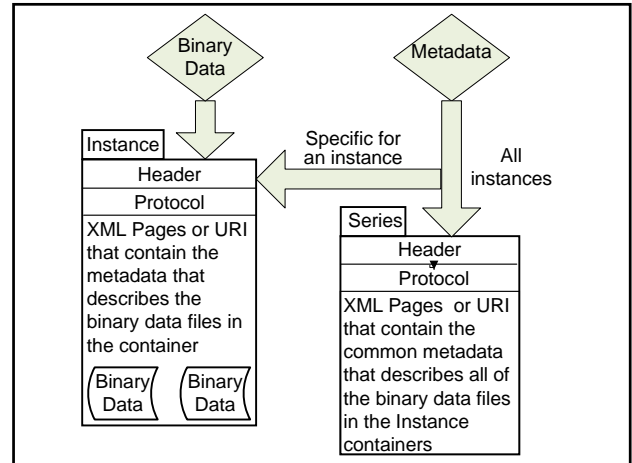 Binary
Data
Metadata
Specific for
an instance
All
instances
Instance
Header
Protocol
XML Pages or URI
that contain the
metadata that
describes the
binary data files in
the container
Binary
Data
Binary
Data
Series
Header
Protocol
XML Pages or URI
that contain the
common metadata
that describes all of
the binary data files
in the Instance
containers